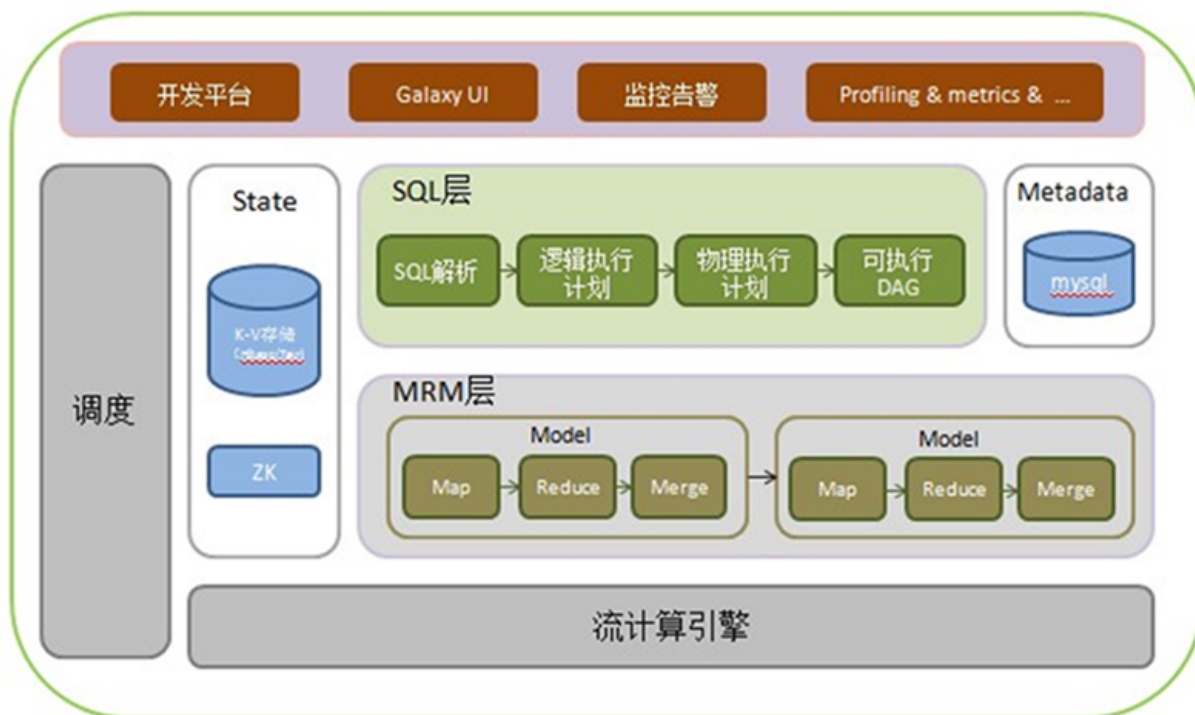 开发平台
Galaxy UI
监控告警
Profiling & metrics & ...
调度
State
K-V存储
ZK
SQL层
SQL解析
逻辑执行
计划
物理执行
计划
可执行
DAG
Metadata
mysql
MRM层
Model
Map
Reduce
Merge
Model
Map
Reduce
Merge
流计算引擎